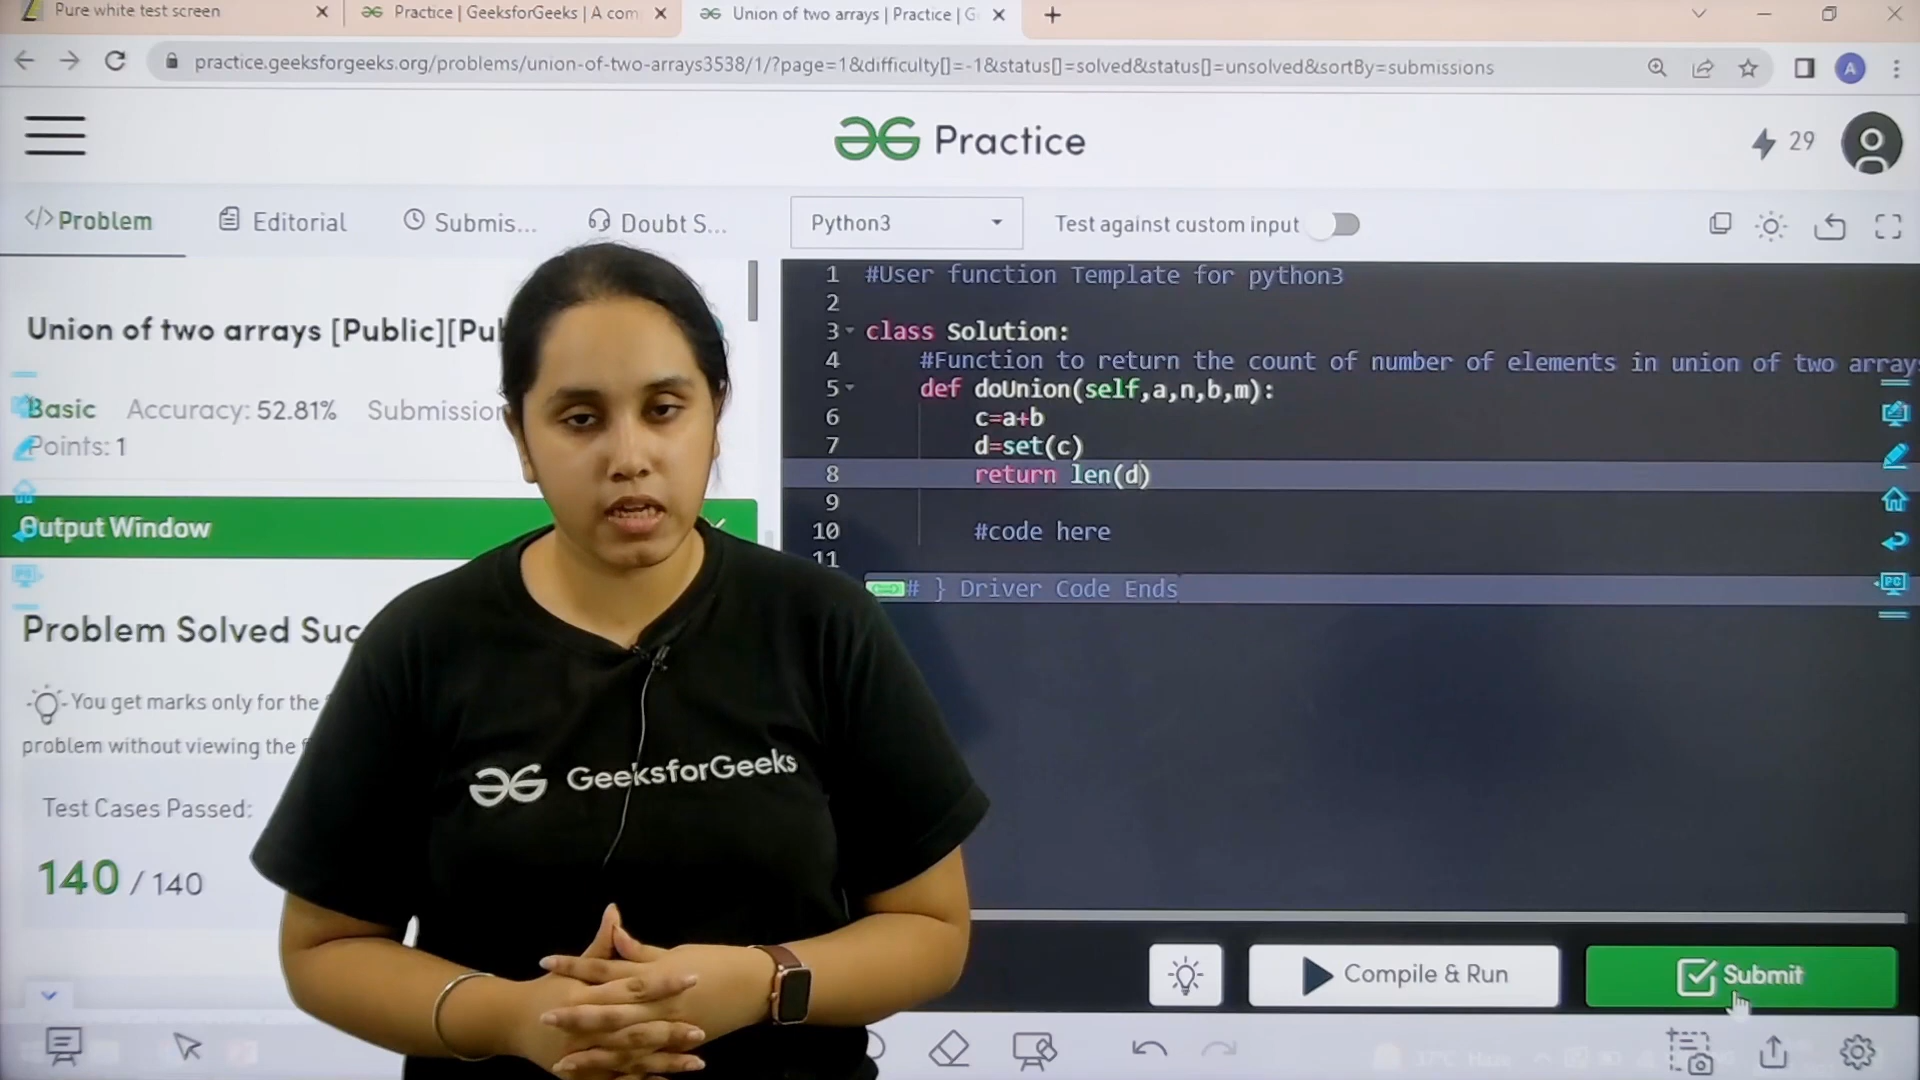 Pure white test screen
Practice | GeeksforGeeks | A com
Union of two arrays | Practice | G
practice.geeksforgeeks.org/problems/union-of-two-arrays3538/1/?page=1&difficulty[]=-1&status[]=solved&status[]=unsolved&sortBy=submissions
A
Practice
29
</> Problem
Editorial
Submis...
Doubt S...
Python3
Test against custom input
Union of two arrays [Public][Pu
Basic
Accuracy: 52.81%
Submission
Points: 1
Output Window
Problem Solved Suc
You get marks only for the
problem without viewing the f
Test Cases Passed:
140 / 140
1 #User function Template for python3
2
3 class Solution:
4 #Function to return the count of number of elements in union of two array
5 def doUnion(self,a,n,b,m):
6 c=a+b
7 d=set(c)
8 return len(d)
9
10 #code here
11
# } Driver Code Ends
PC
GeeksforGeeks
Compile & Run
Submit